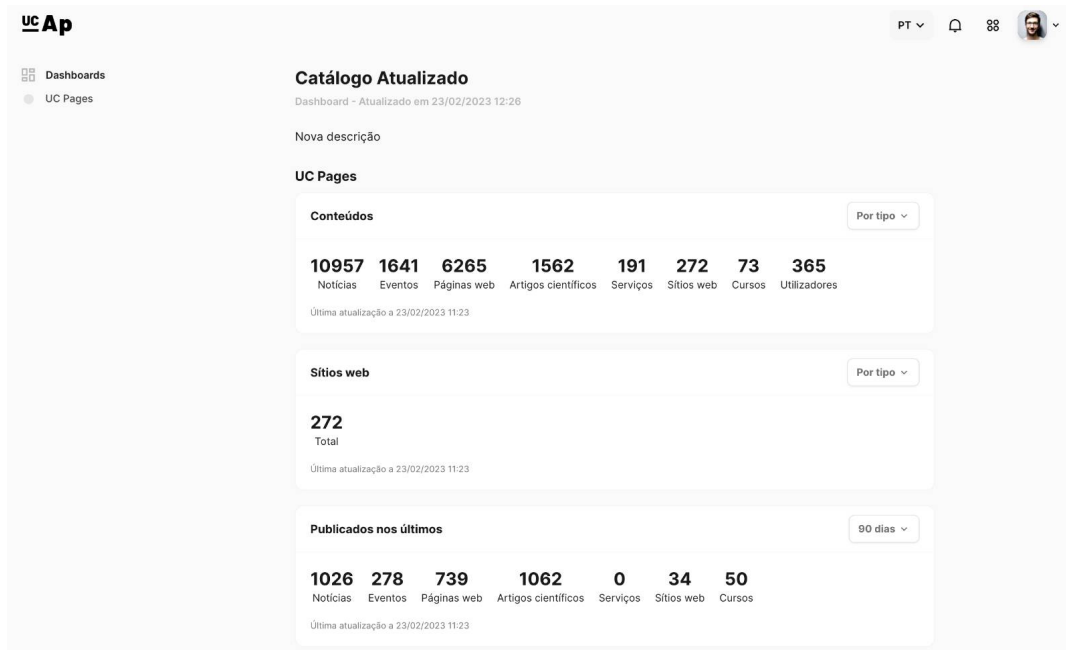 UC Ap
PT
Dashboards
UC Pages
Catálogo Atualizado
Dashboard - Atualizado em 23/02/2023 12:26
Nova descrição
UC Pages
Conteúdos
Por tipo
10957 1641 6265 1562 191 272 73 365
Notícias Eventos Páginas web Artigos científicos Serviços Sítios web Cursos Utilizadores
Última atualização a 23/02/2023 11:23
Sítios web
Por tipo
272
Total
Última atualização a 23/02/2023 11:23
Publicados nos últimos
90 dias
1026 278 739 1062 0 34 50
Notícias Eventos Páginas web Artigos científicos Serviços Sítios web Cursos
Última atualização a 23/02/2023 11:23